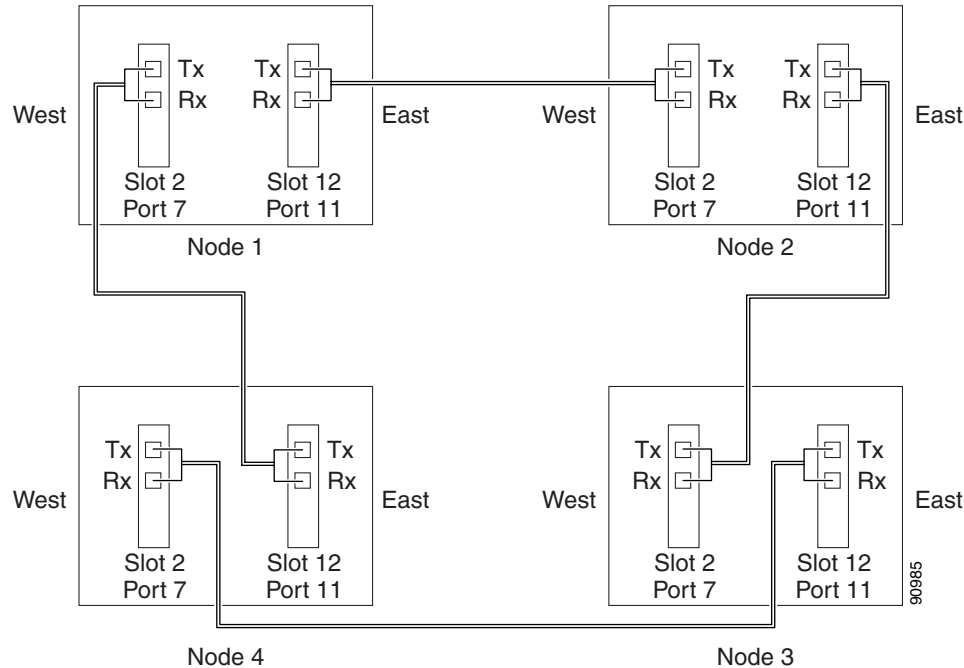 Tx Tx Tx Tx
West Rx Rx East West Rx Rx East
Slot 2 Slot 12 Slot 2 Slot 12
Port 7 Port 11 Port 7 Port 11
Node 1 Node 2
Tx Tx Tx Tx
Rx Rx Rx Rx
West East West East
Slot 2 Slot 12 Slot 2 Slot 12
Port 7 Port 11 Port 7 Port 11
90985
Node 4 Node 3